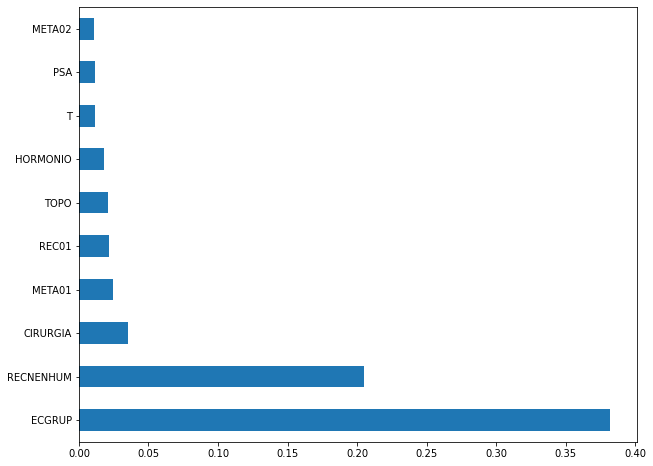 META02
PSA
T
HORMONIO
TOPO
REC01
META01
CIRURGIA
RECNENHUM
ECGRUP
0.00 0.05 0.10 0.15 0.20 0.25 0.30 0.35 0.40